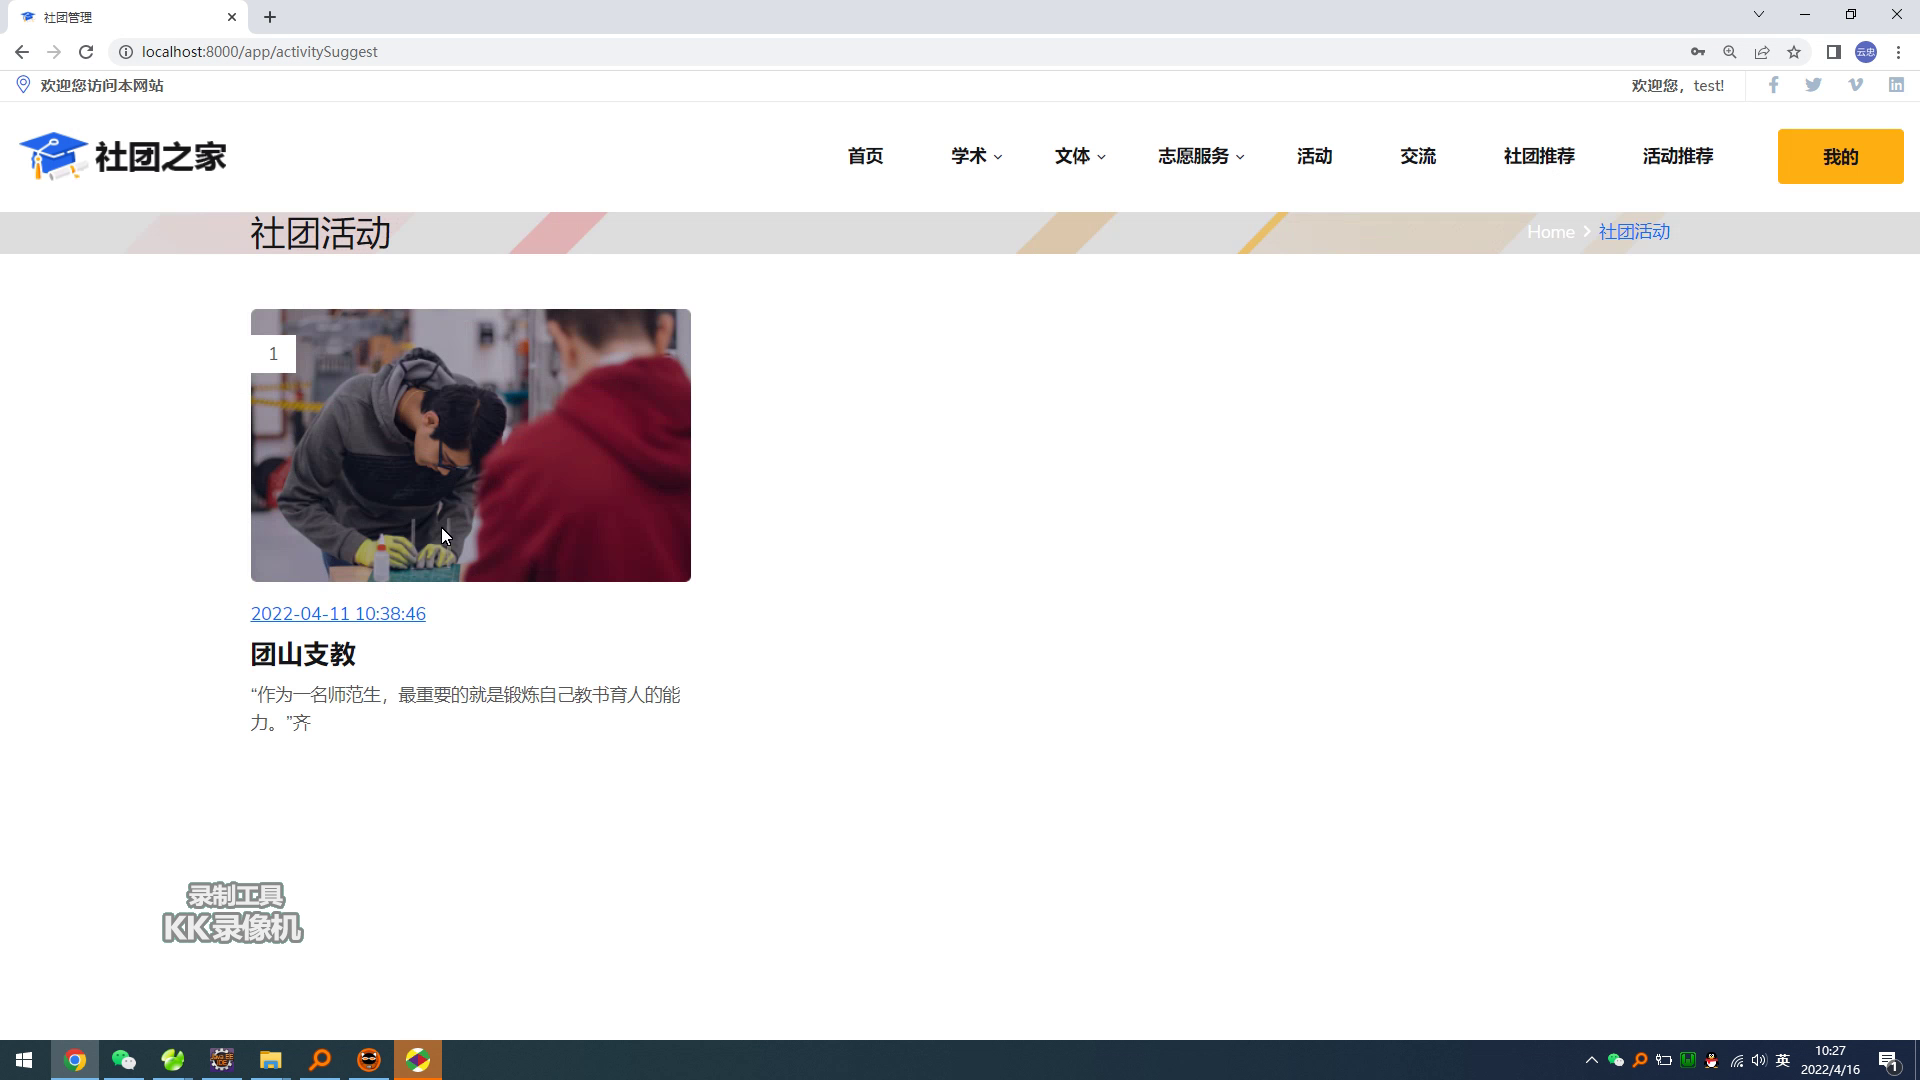 社团管理
localhost:8000/app/activitySuggest
云忠
欢迎您访问本网站
欢迎您，test!
社团之家
首页
学术
文体
志愿服务
活动
交流
社团推荐
活动推荐
我的
社团活动
Home
社团活动
1
2022-04-11 10:38:46
团山支教
“作为一名师范生，最重要的就是锻炼自己教书育人的能
力。”齐
录制工具
KK录像机
英
10:27
2022/4/16
1